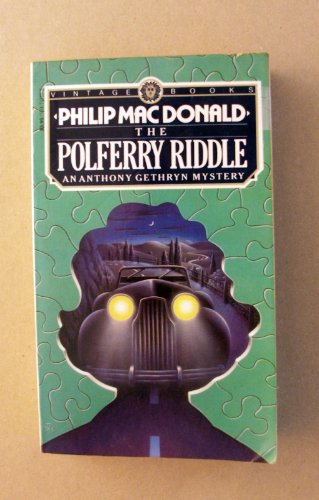 VINTAGE BOOKS
‹PHILIP MAC DONALD›
THE
POLFERRY RIDDLE
AN ANTHONY GETHRYN MYSTERY